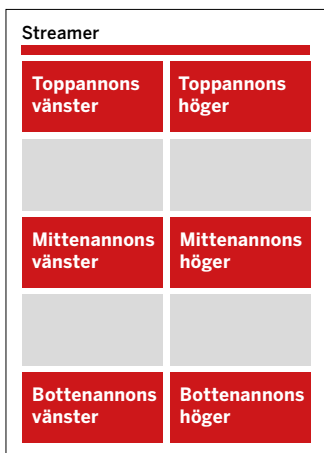 Streamer
Toppannons
vänster
Toppannons
höger
Mittenannons
vänster
Mittenannons
höger
Bottenannons
vänster
Bottenannons
höger